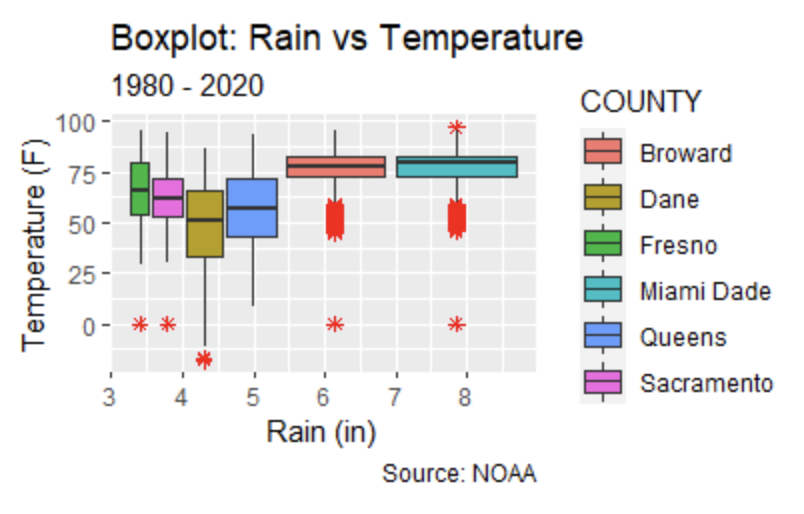 Boxplot: Rain vs Temperature
1980 - 2020
Temperature (F)
100
75
50
25
0
3 4 5 6 7 8
Rain (in)
Source: NOAA
COUNTY
Broward
Dane
Fresno
Miami Dade
Queens
Sacramento